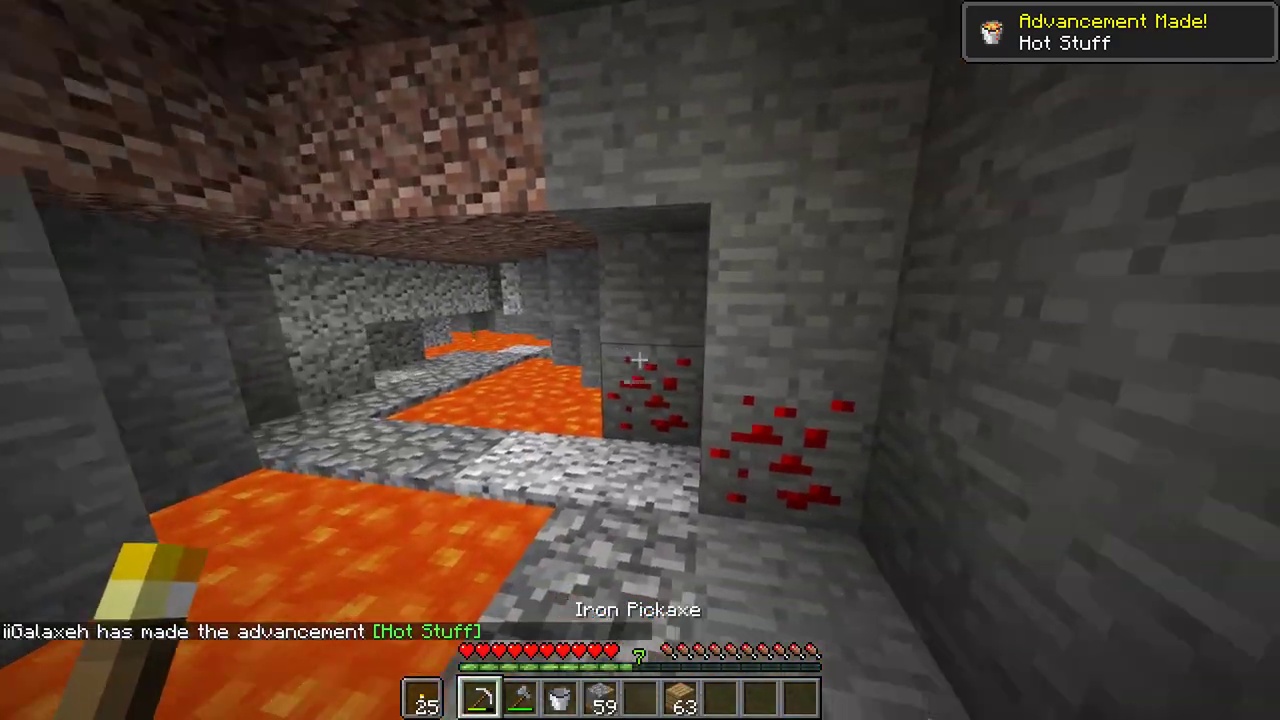 Advancement Made!
Hot Stuff
Iron Pickaxe
iiGalaxeh has made the advancement [Hot Stuff]
7
25
59
63